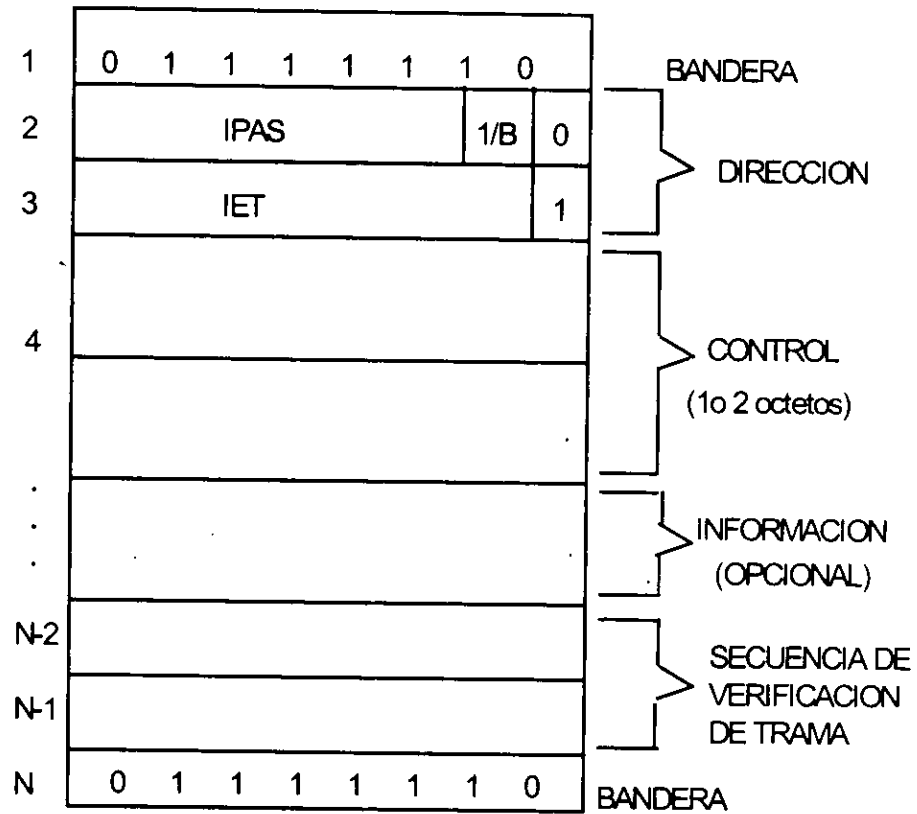 1 0 1 1 1 1 1 1 0 BANDERA
2 IPAS 1/B 0
DIRECCION
3 IET 1
4
CONTROL
(1o 2 octetos)
.
.
.
INFORMACION
(OPCIONAL)
N-2
SECUENCIA DE
VERIFICACION
N-1
DE TRAMA
N 0 1 1 1 1 1 1 0 BANDERA